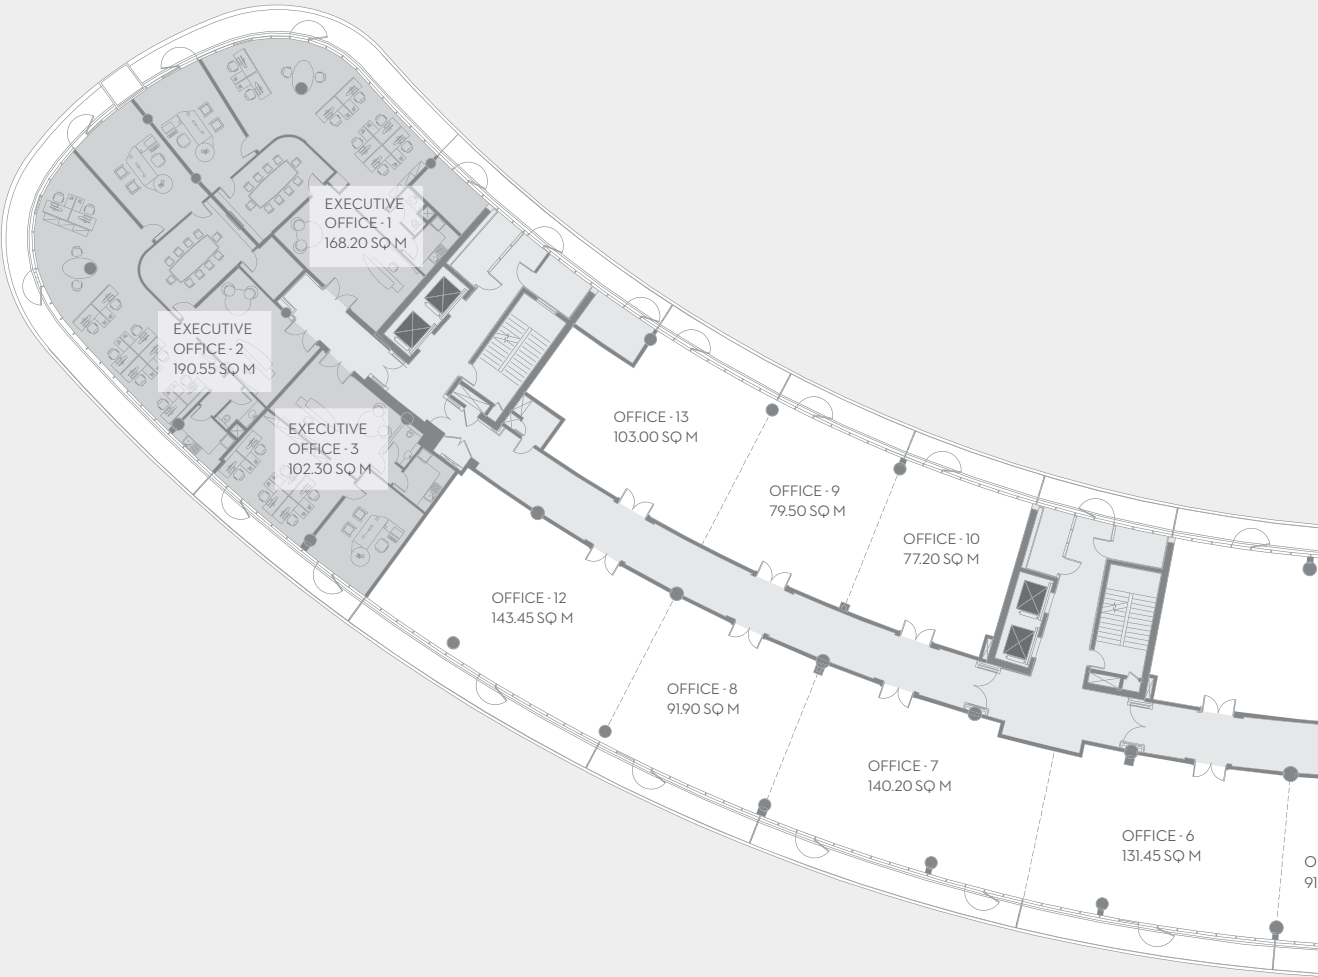 EXECUTIVE
OFFICE - 1
168.20 SQ M
EXECUTIVE
OFFICE - 2
190.55 SQ M
EXECUTIVE
OFFICE - 3
102.30 SQ M
OFFICE - 13
103.00 SQ M
OFFICE - 9
79.50 SQ M
OFFICE - 10
77.20 SQ M
OFFICE - 12
143.45 SQ M
OFFICE - 8
91.90 SQ M
OFFICE - 7
140.20 SQ M
OFFICE - 6
131.45 SQ M
O
91